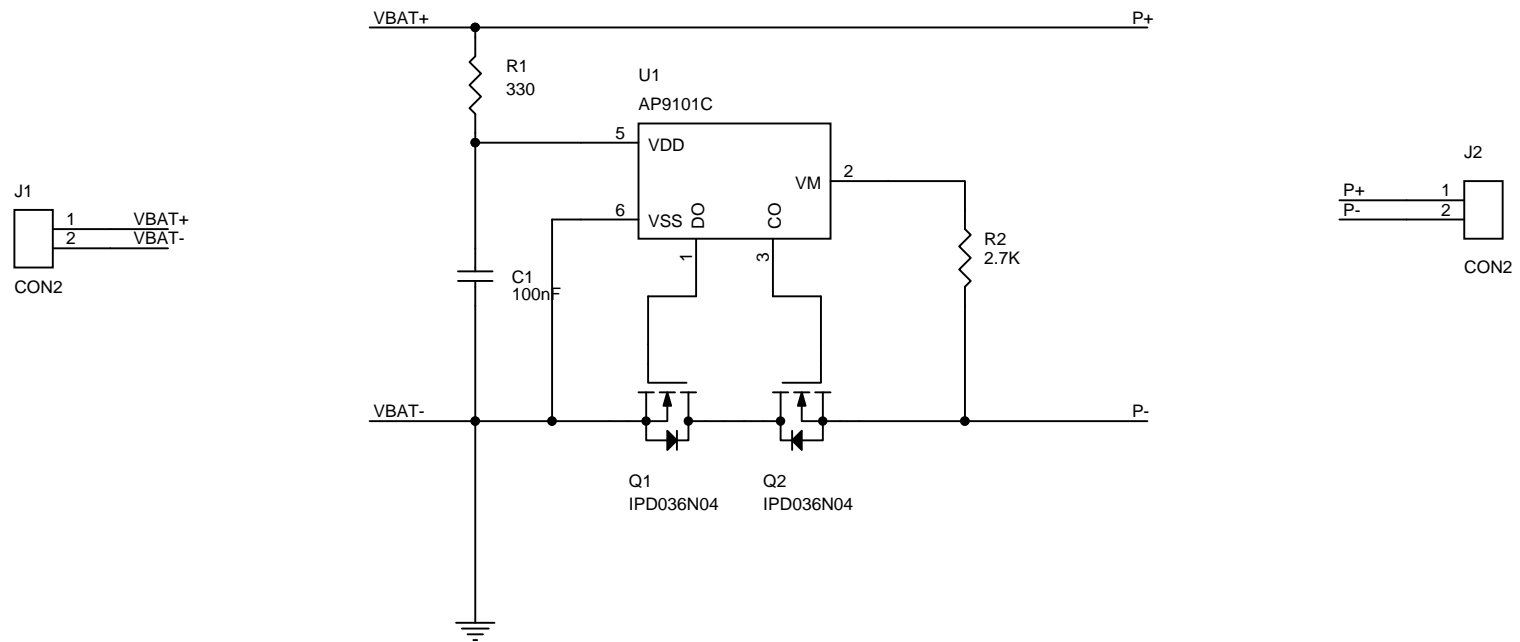 VBAT+
P+
R1
330
U1
AP9101C
5
VDD
VM
2
6
VSS
DO
CO
1
3
J1
1
VBAT+
2
VBAT-
CON2
C1
100nF
R2
2.7K
J2
P+
1
P-
2
CON2
VBAT-
P-
Q1
IPD036N04
Q2
IPD036N04